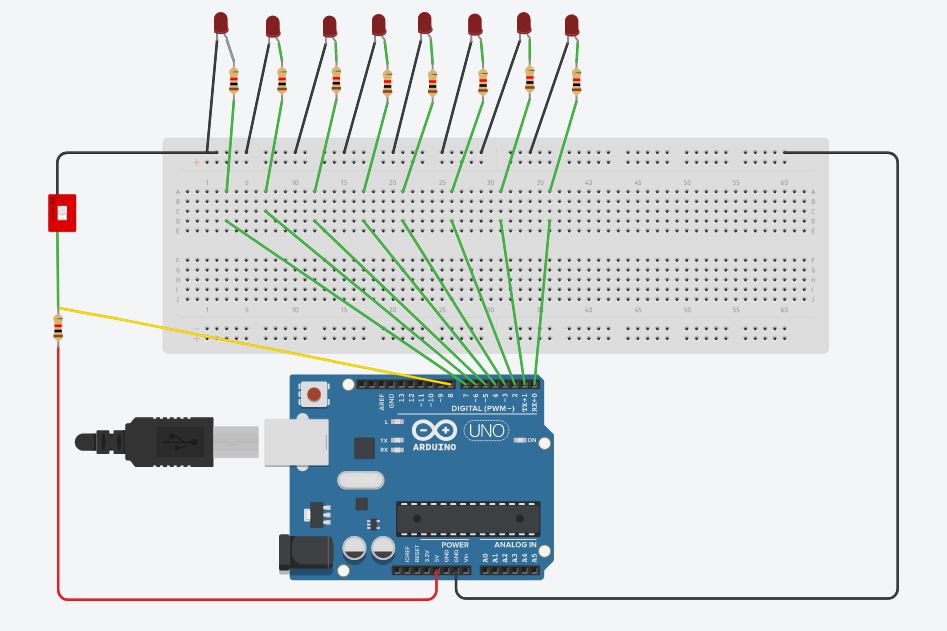 1 5 10 15 20 25 30 35 40 45 50 55 60
A A
B B
C C
D D
E E
F F
G G
H H
I I
J J
1 5 10 15 20 25 30 35 40 45 50 55 60
AREF
GND
13
12
~11
~10
~9
8
7
~6
~5
4
~3
2
TX→1
RX←0
DIGITAL (PWM~)
L
TX
RX
UNO
ON
ARDUINO
POWER
ANALOG IN
IOREF
RESET
3.3V
5V
GND
GND
Vin
A0
A1
A2
A3
A4
A5